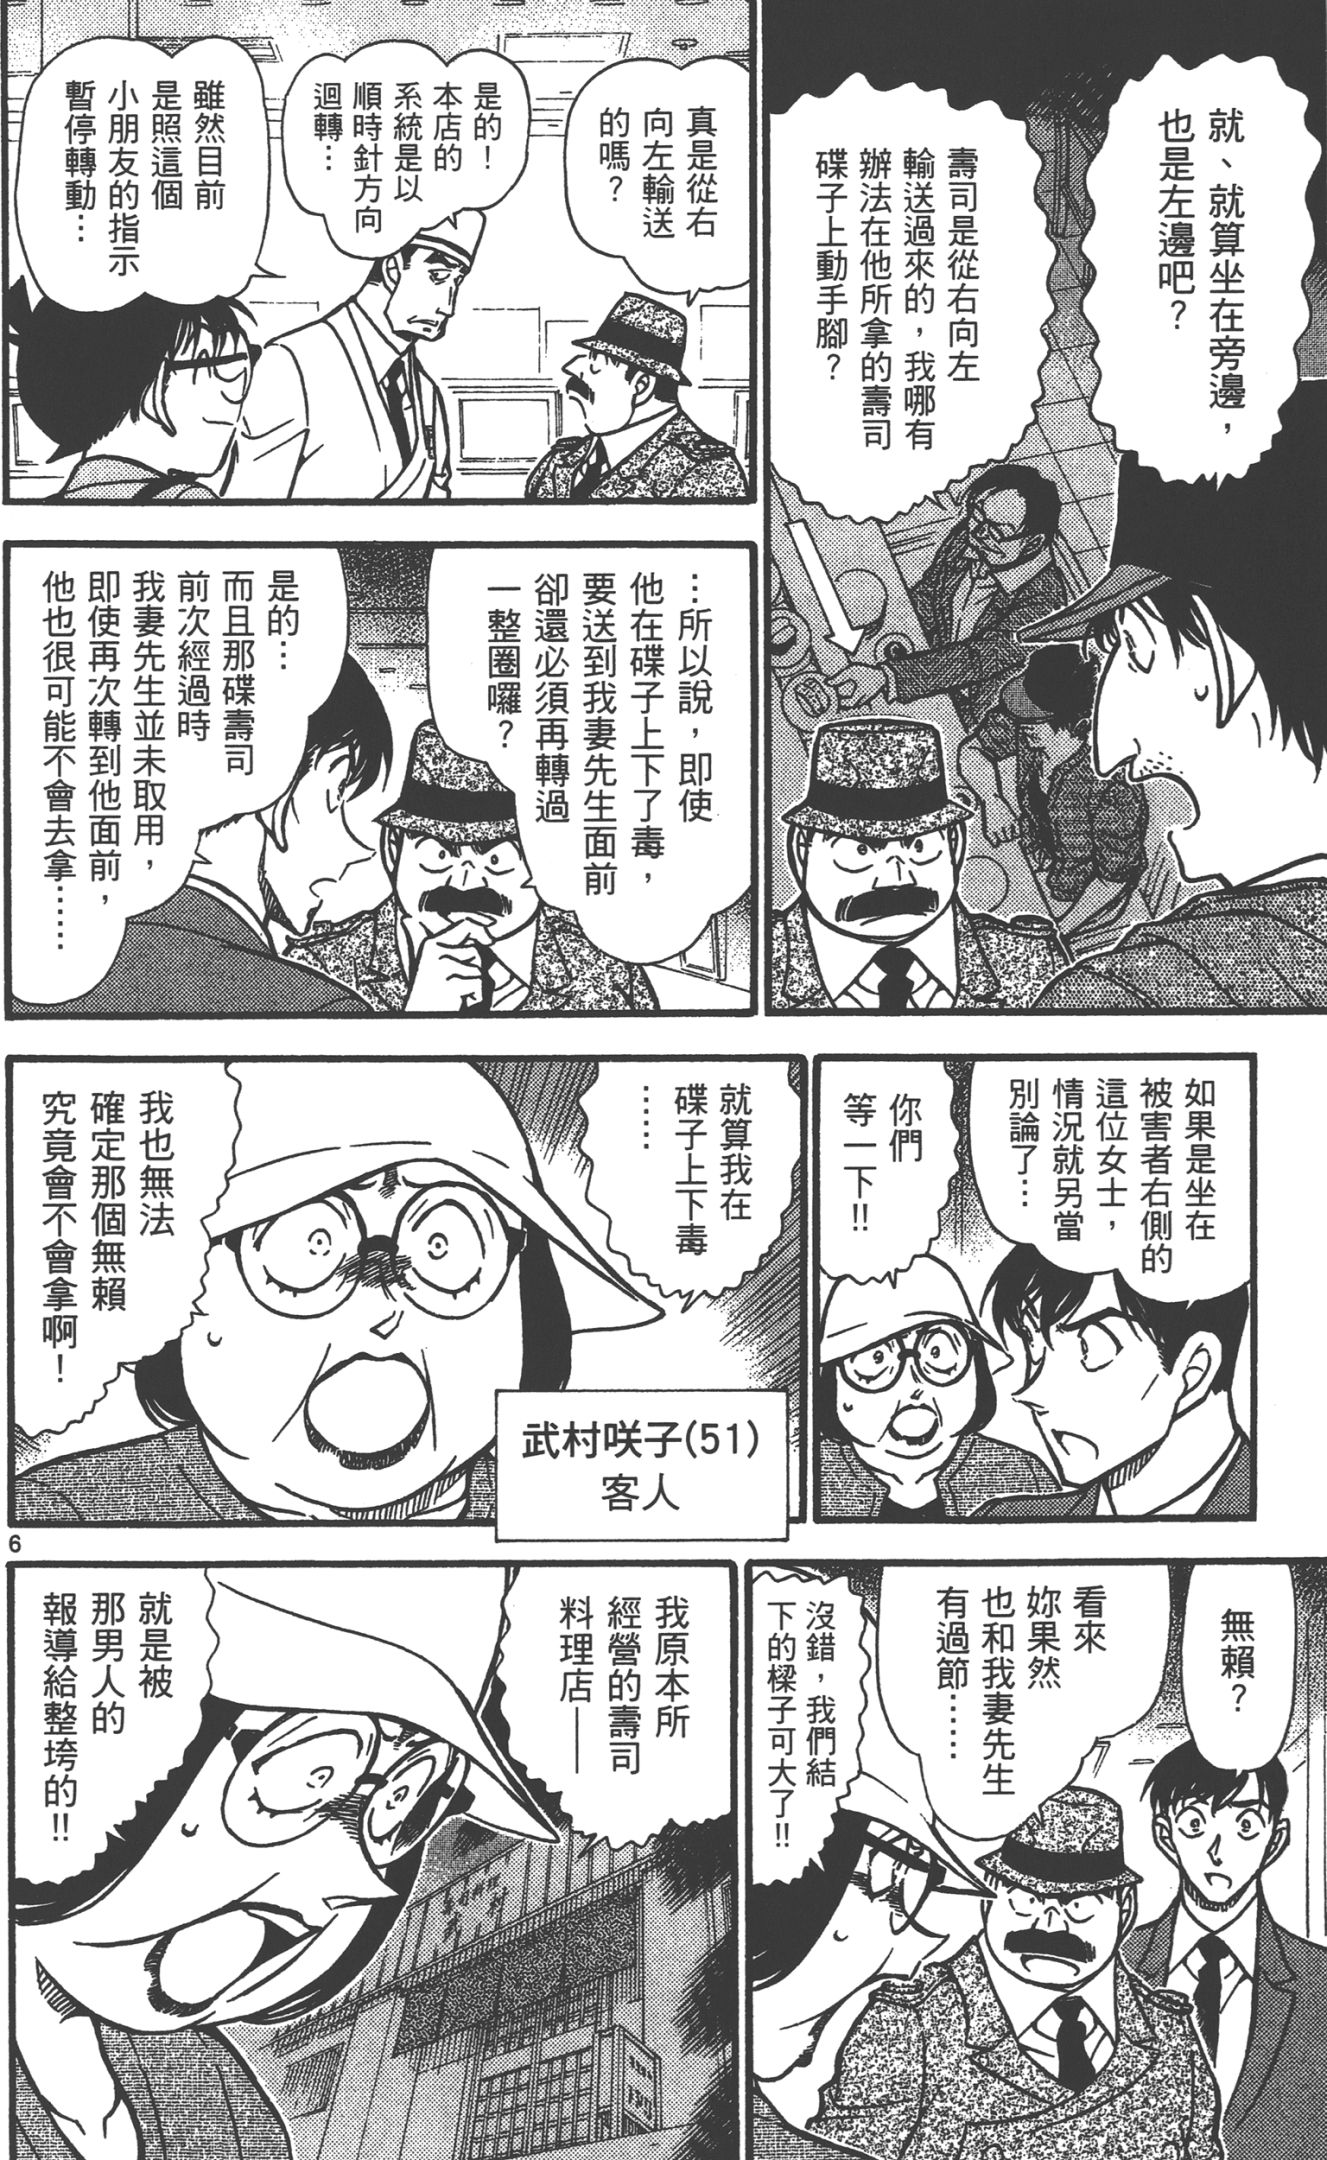 就、就算坐在旁邊，
也是左邊吧？
壽司是從右向左
輸送過來的，我哪有
辦法在他所拿的壽司
碟子上動手腳？
真是從右
向左輸送
的嗎？
是的！
本店的
系統是以
順時針方向
迴轉…
雖然目前
是照這個
小朋友的指示
暫停轉動…
…所以說，即使
他在碟子上下了毒，
要送到我妻先生面前
卻還必須再轉過
一整圈囉？
是的…
而且那碟壽司
前次經過時
我妻先生並未取用，
即使再次轉到他面前，
他也很可能不會去拿……
如果是坐在
被害者右側的
這位女士，
情況就另當
別論了…
你們
等一下!!
就算我在
碟子上下毒
……
我也無法
確定那個無賴
究竟會不會拿啊！
武村咲子(51)
客人
無賴？
看來
妳果然
也和我妻先生
有過節……
沒錯，我們結
下的樑子可大了!!
我原本所
經營的壽司
料理店——
就是被
那男人的
報導給整垮的!!
6